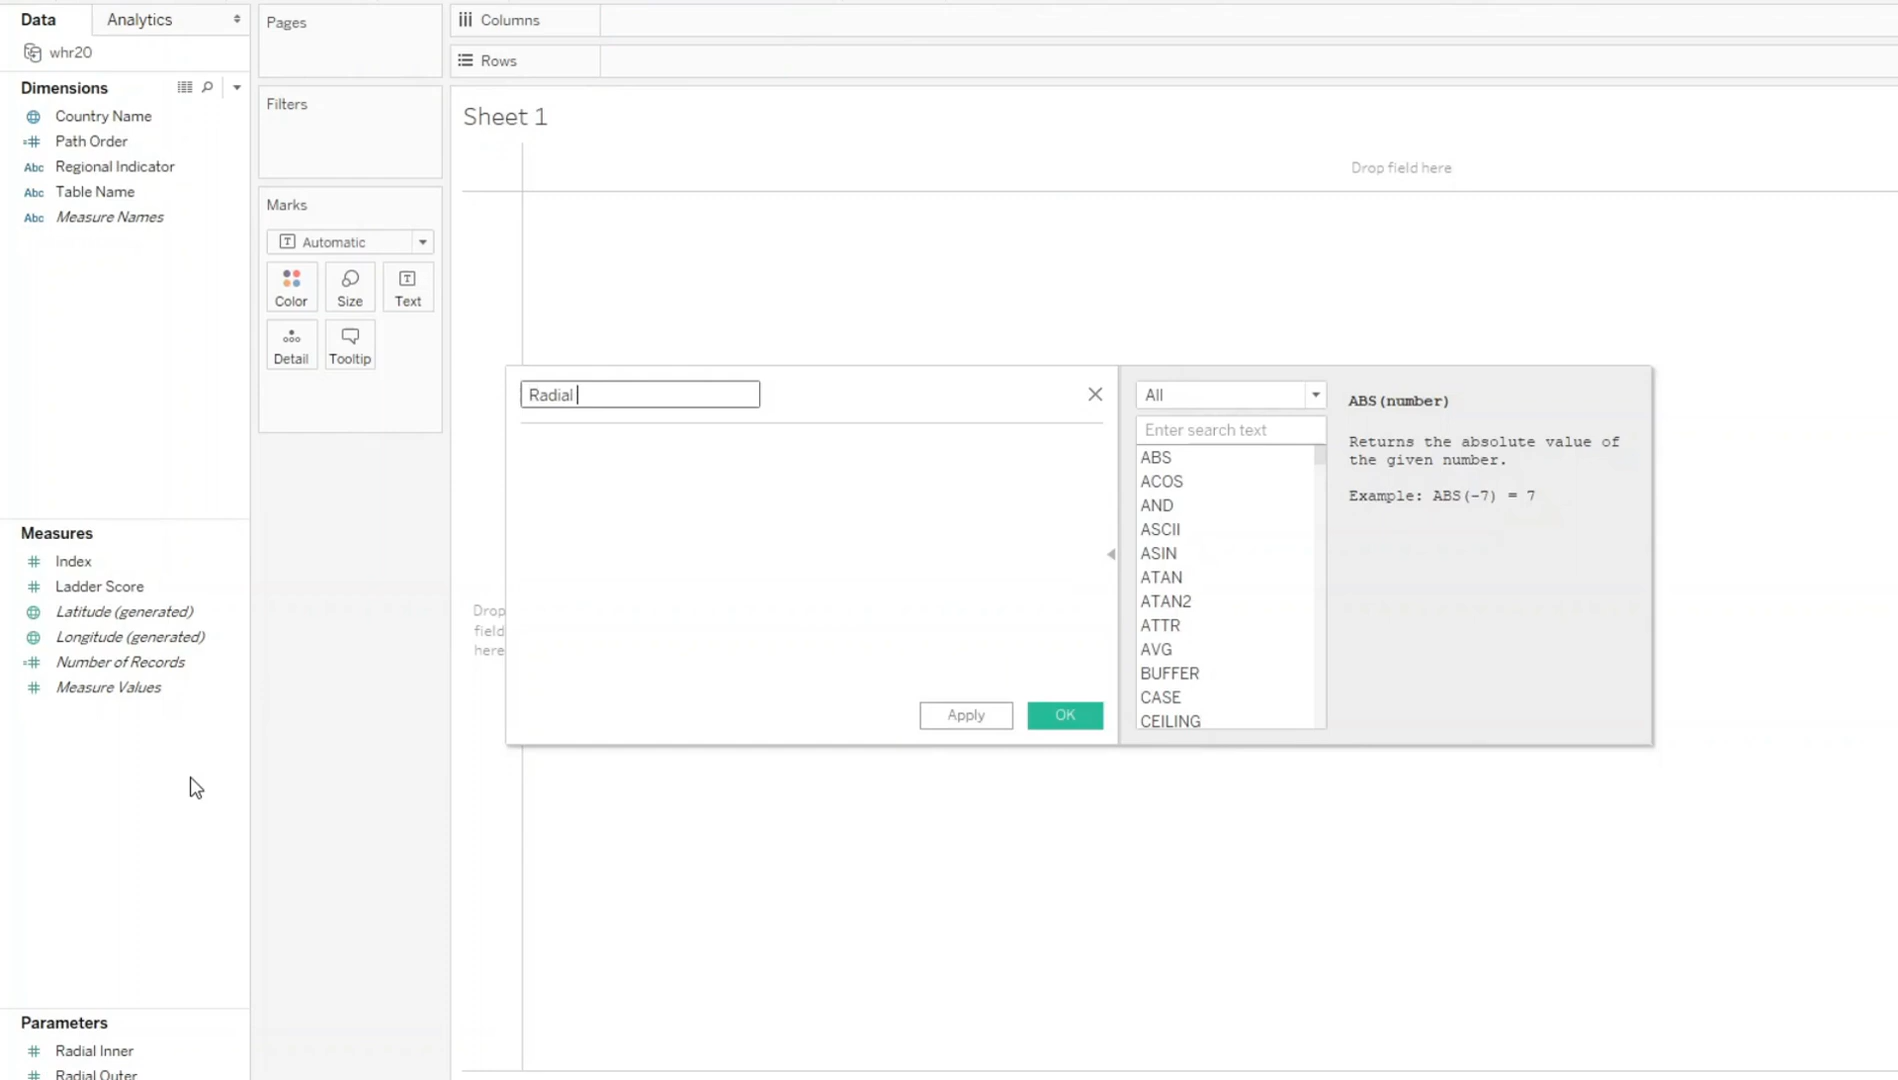 Data
Analytics
whr20
Dimensions
Country Name
Path Order
Abc Regional Indicator
Abc Table Name
Abc Measure Names
Measures
Index
Ladder Score
Latitude (generated)
Longitude (generated)
Number of Records
Measure Values
Parameters
Radial Inner
Radial Outer
Pages
Filters
Marks
Automatic
Color
Size
Text
Detail
Tooltip
Columns
Rows
Sheet 1
Drop field here
Drop
field
here
Radial
Apply
OK
All
Enter search text
ABS
ACOS
AND
ASCII
ASIN
ATAN
ATAN2
ATTR
AVG
BUFFER
CASE
CEILING
ABS(number)
Returns the absolute value of
the given number.
Example: ABS(-7) = 7